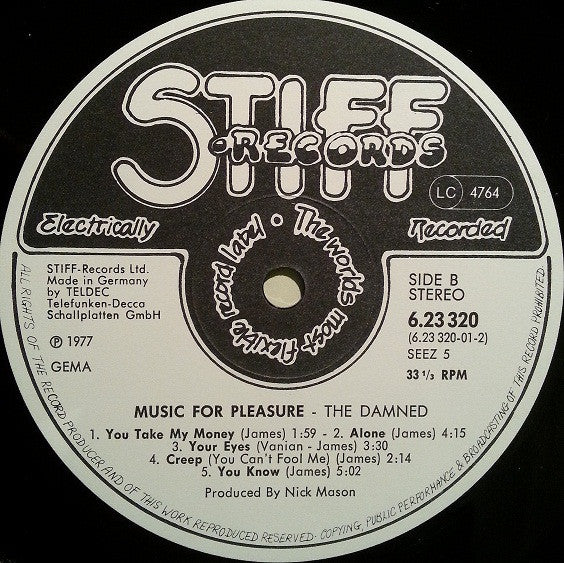 STIFF
•RECORDS
LC 4764
Electrically
Recorded
The worlds most flexible record label •
STIFF-Records Ltd.
Made in Germany
by TELDEC
Telefunken-Decca
Schallplatten GmbH
℗ 1977
GEMA
SIDE B
STEREO
6.23 320
(6.23 320-01-2)
SEEZ 5
33 1/3 RPM
MUSIC FOR PLEASURE - THE DAMNED
1. You Take My Money (James) 1:59 - 2. Alone (James) 4:15
3. Your Eyes (Vanian - James) 3:30
4. Creep (You Can't Fool Me) (James) 2:14
5. You Know (James) 5:02
Produced By Nick Mason
ALL RIGHTS OF THE RECORD PRODUCER AND OF THIS WORK REPRODUCED RESERVED · COPYING, PUBLIC PERFORMANCE & BROADCASTING OF THIS RECORD PROHIBITED.